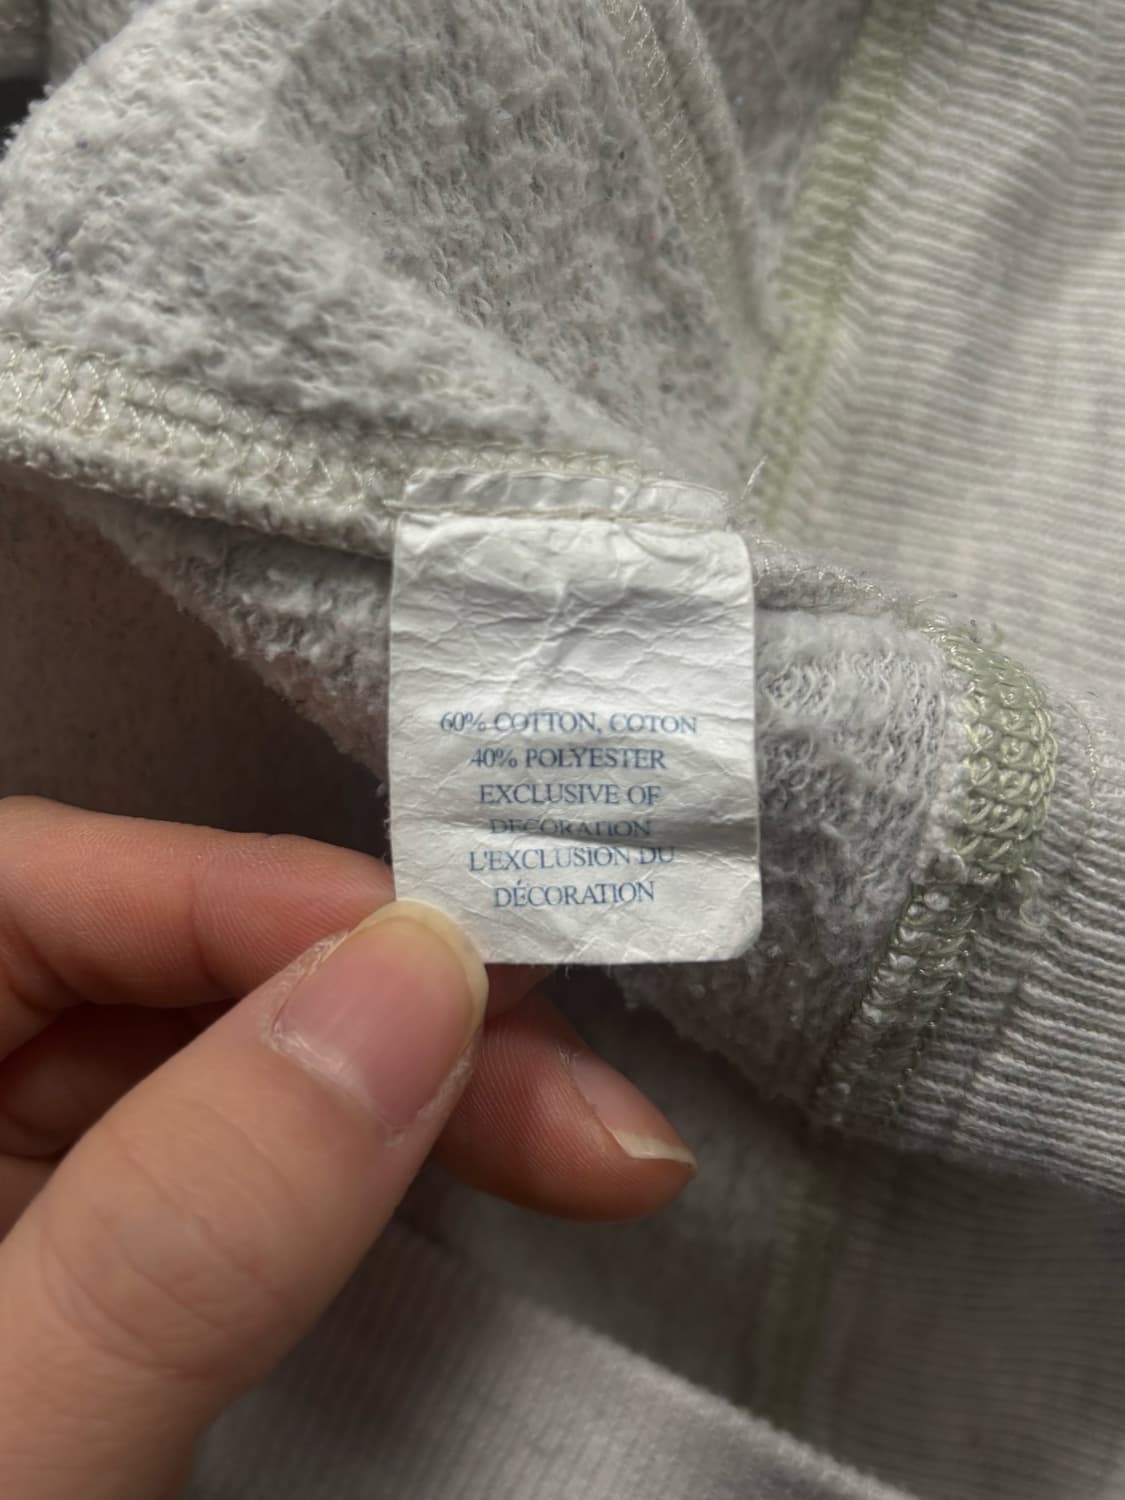 60% COTTON, COTON
40% POLYESTER
EXCLUSIVE OF
DECORATION
L'EXCLUSION DU
DÉCORATION